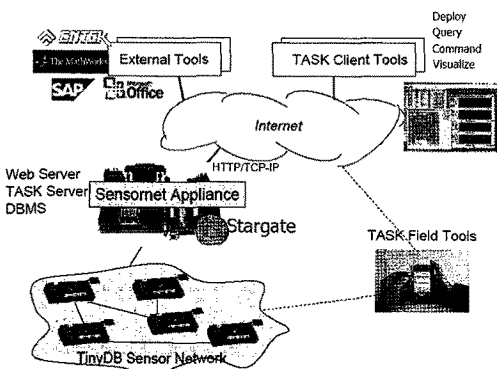 Deploy
Query
Command
Visualize
The MathWorks
External Tools
TASK Client Tools
SAP
Microsoft
Office
Internet
HTTP/TCP-IP
Web Server
TASK Server
DBMS
Sensornet Appliance
Stargate
TASK Field Tools
TinyDB Sensor Network